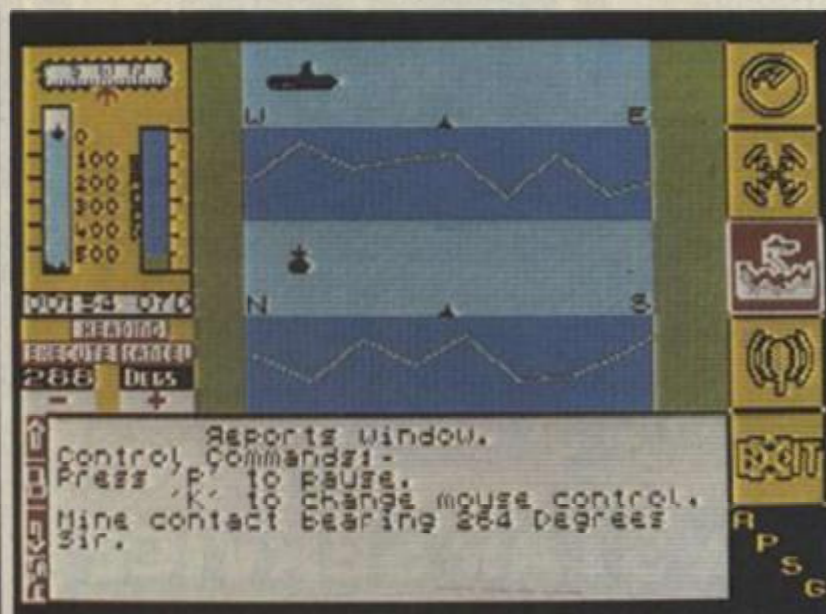 0
100
200
300
400
500
W E
N S
HEADING
EXECUTE CANCEL
288 DEGS
- +
Reports Window.
Control Commands:-
Press 'P' to pause.
'K' to change mouse control.
Mine contact bearing 264 Degrees
Sir.
EXIT
A
P
S
G